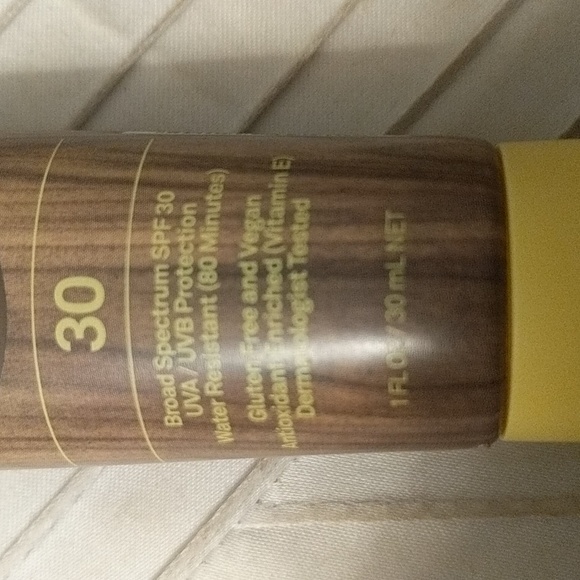 30
Broad Spectrum SPF 30
UVA / UVB Protection
Water Resistant (80 Minutes)
Gluten Free and Vegan
Antioxidant Enriched (Vitamin E)
Dermatologist Tested
1 FL OZ / 30 mL NET